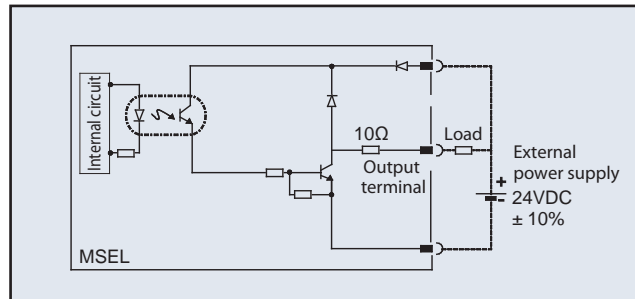 Internal circuit
10Ω
Output
terminal
Load
External
power supply
+
-
24VDC
± 10%
MSEL